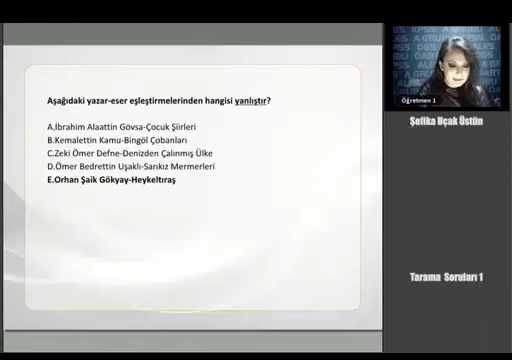 Aşağıdaki yazar-eser eşleştirmelerinden hangisi yanlıştır?
A.İbrahim Alaattin Gövsa-Çocuk Şiirleri
B.Kemalettin Kamu-Bingöl Çobanları
C.Zeki Ömer Defne-Denizden Çalınmış Ülke
D.Ömer Bedrettin Uşaklı-Sarıkız Mermerleri
E.Orhan Şaik Gökyay-Heykeltıraş
Öğretmen 1
Şefika Uçak Üstün
Tarama Soruları 1